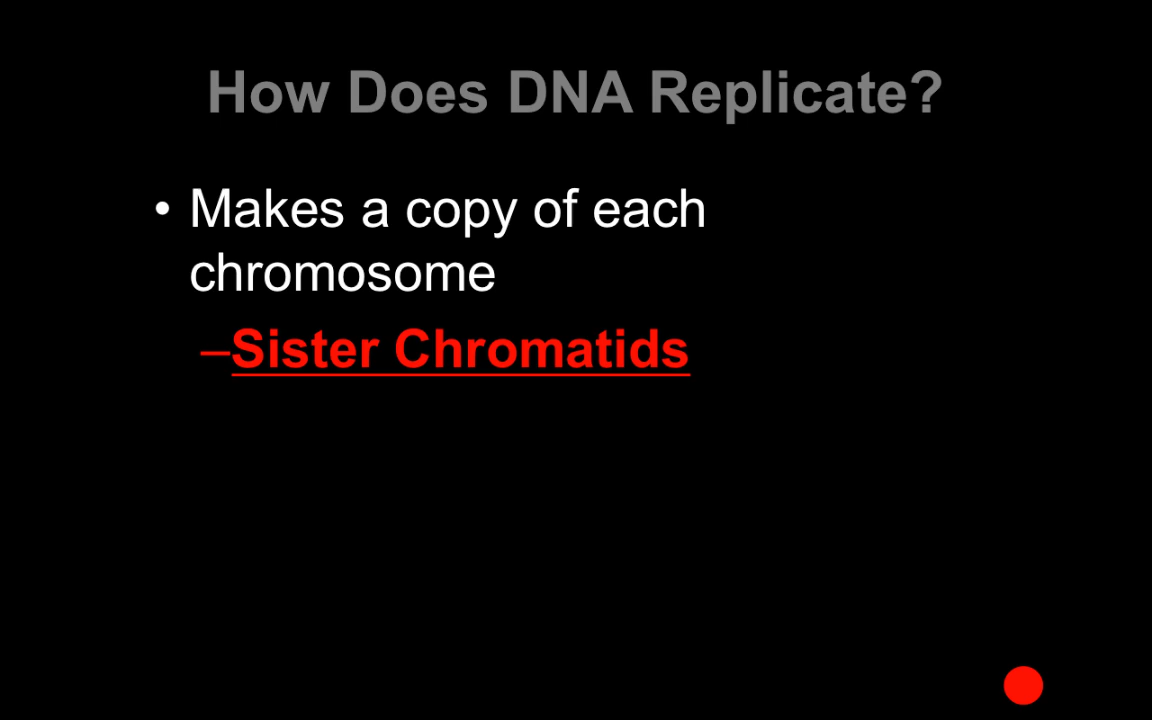 How Does DNA Replicate?
• Makes a copy of each
chromosome
–Sister Chromatids